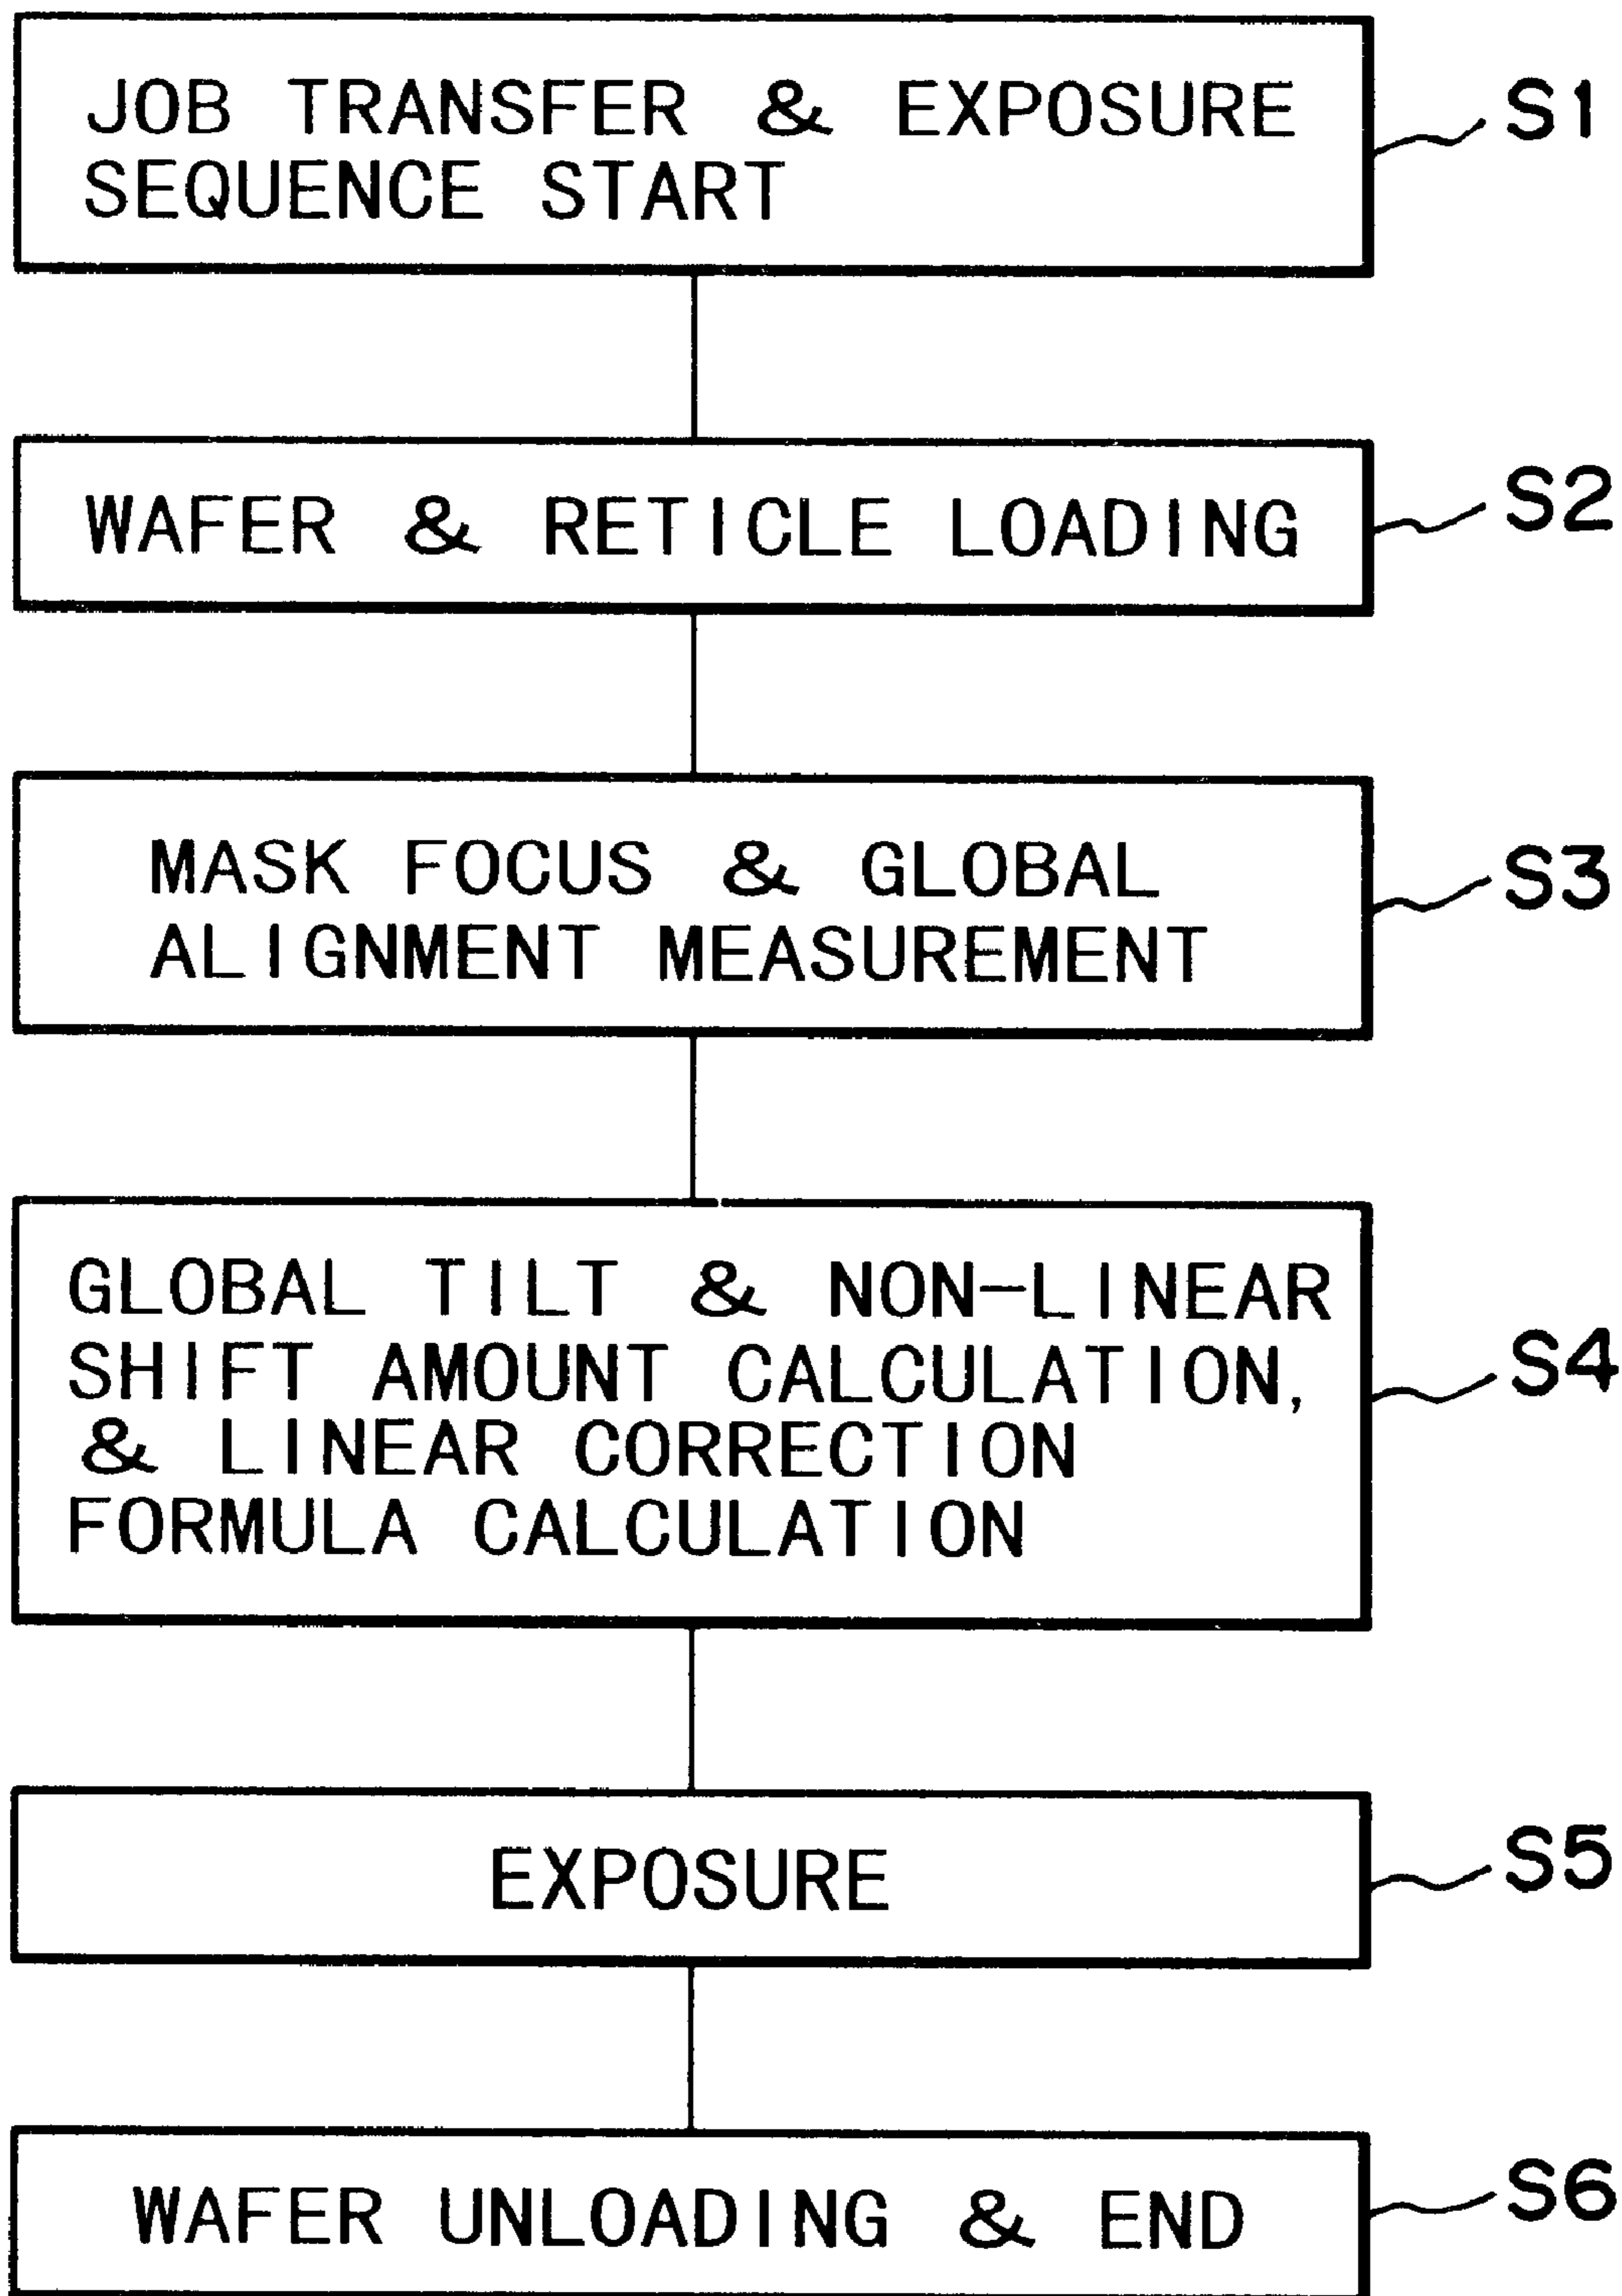 JOB TRANSFER & EXPOSURE
SEQUENCE START
S1
WAFER & RETICLE LOADING
S2
MASK FOCUS & GLOBAL
ALIGNMENT MEASUREMENT
S3
GLOBAL TILT & NON-LINEAR
SHIFT AMOUNT CALCULATION,
& LINEAR CORRECTION
FORMULA CALCULATION
S4
EXPOSURE
S5
WAFER UNLOADING & END
S6